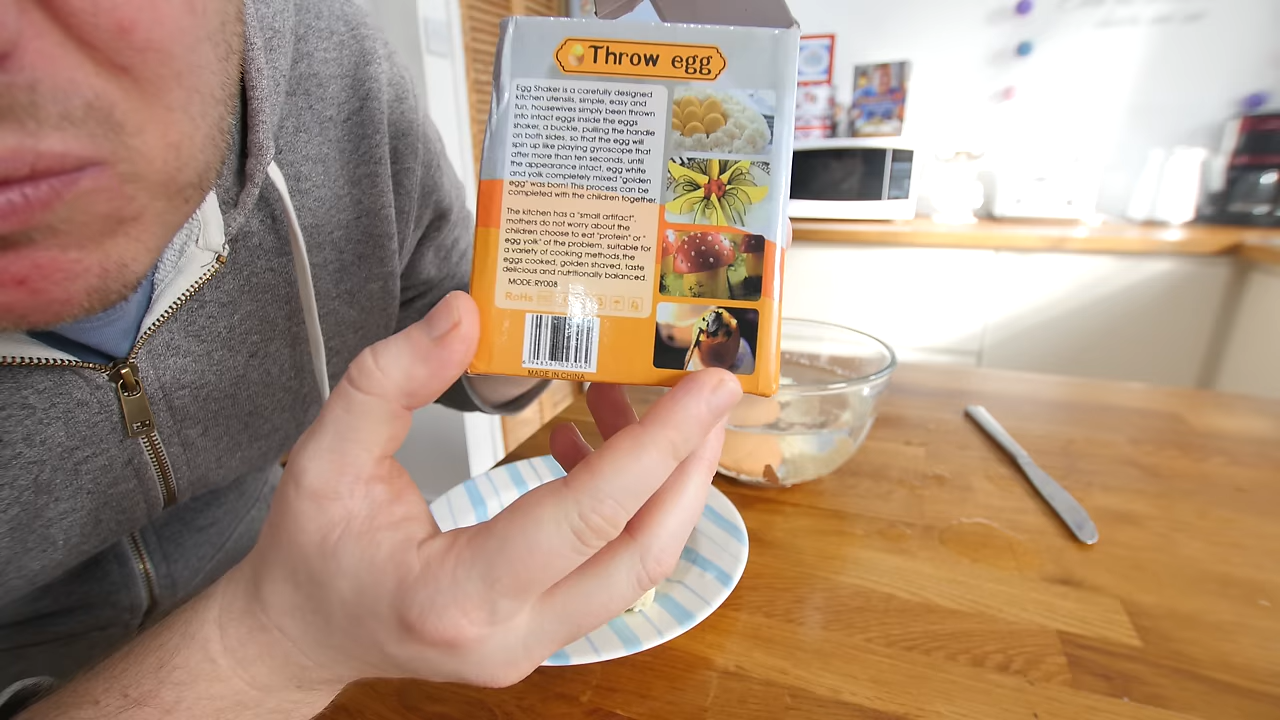 Throw egg
Egg Shaker is a carefully designed
kitchen utensils, simple, easy and
fun, housewives simply been thrown
into intact eggs inside the eggs
shaker, a buckle, pulling the handle
on both sides, so that the egg will
spin up like playing gyroscope that
after more than ten seconds, until
the appearance intact, egg white
and yolk completely mixed "golden
egg" was born! This process can be
completed with the children together.
The kitchen has a "small artifact",
mothers do not worry about the
children choose to eat "protein" or "
egg yolk" of the problem, suitable for
a variety of cooking methods,the
eggs cooked, golden shaved, taste
delicious and nutritionally balanced.
MODE:RY008
RoHs
MADE IN CHINA